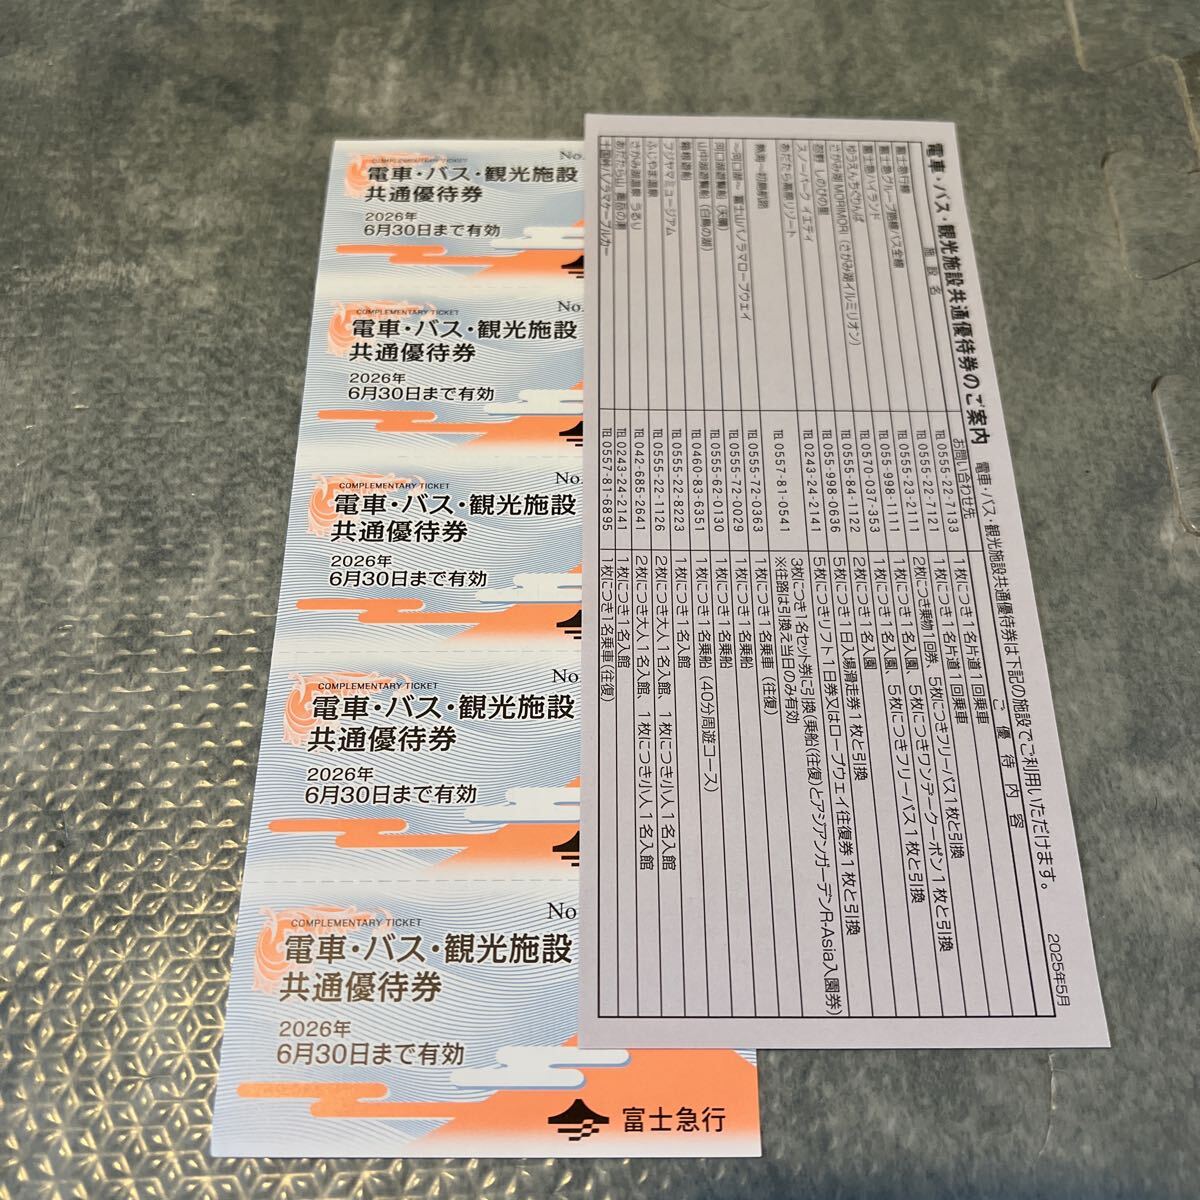 COMPLEMENTARY TICKET
No.
電車・バス・観光施設
共通優待券
2026年
6月30日まで有効
COMPLEMENTARY TICKET
No.
電車・バス・観光施設
共通優待券
2026年
6月30日まで有効
COMPLEMENTARY TICKET
No.
電車・バス・観光施設
共通優待券
2026年
6月30日まで有効
COMPLEMENTARY TICKET
No.
電車・バス・観光施設
共通優待券
2026年
6月30日まで有効
COMPLEMENTARY TICKET
No
電車・バス・観光施設
共通優待券
2026年
6月30日まで有効
富士急行
電車・バス・観光施設共通優待券のご案内 電車・バス・観光施設共通優待券は下記の施設でご利用いただけます。 2025年5月
施設名 お問い合わせ先 ご優待内容
富士急行線 TEL 0555-22-7133 1枚につき1名片道1回乗車
富士急グループ路線バス全線 TEL 0555-22-7121 1枚につき1名片道1回乗車
富士急ハイランド TEL 0555-23-2111 2枚につき乗物1回券、5枚につきフリーパス1枚と引換
ゆうえんちぐりんぱ TEL 055-998-1111 1枚につき1名入園、5枚につきワンデークーポン1枚と引換
さがみ湖MORIMORI(さがみ湖イルミリオン) TEL 0570-037-353 1枚につき1名入園、5枚につきフリーパス1枚と引換
忍野 しのびの里 TEL 0555-84-1122 2枚につき1名入園
スノーパーク イエティ TEL 055-998-0636 5枚につき1日入場滑走券1枚と引換
あだたら高原リゾート TEL 0243-24-2141 5枚につきリフト1日券又はロープウェイ往復券1枚と引換
熱海〜初島航路 TEL 0557-81-0541 3枚につき1名セット券に引換(乗船(往復)とアジアンガーデンR-Asia入園券)
※往路は引換え当日のみ有効
〜河口湖〜 富士山パノラマロープウェイ TEL 0555-72-0363 1枚につき1名乗車(往復)
河口湖遊覧船(天晴) TEL 0555-72-0029 1枚につき1名乗船
山中湖遊覧船(白鳥の湖) TEL 0555-62-0130 1枚につき1名乗船
箱根遊船 TEL 0460-83-6351 1枚につき1名乗船(40分周遊コース)
フジヤマミュージアム TEL 0555-22-8223 1枚につき1名入館
ふじやま温泉 TEL 0555-22-1126 2枚につき大人1名入館、1枚につき小人1名入館
さがみ湖温泉 うるり TEL 042-685-2641 2枚につき大人1名入館、1枚につき小人1名入館
あだたら山 奥岳の湯 TEL 0243-24-2141 1枚につき1名入館
十国峠パノラマケーブルカー TEL 0557-81-6895 1枚につき1名乗車(往復)